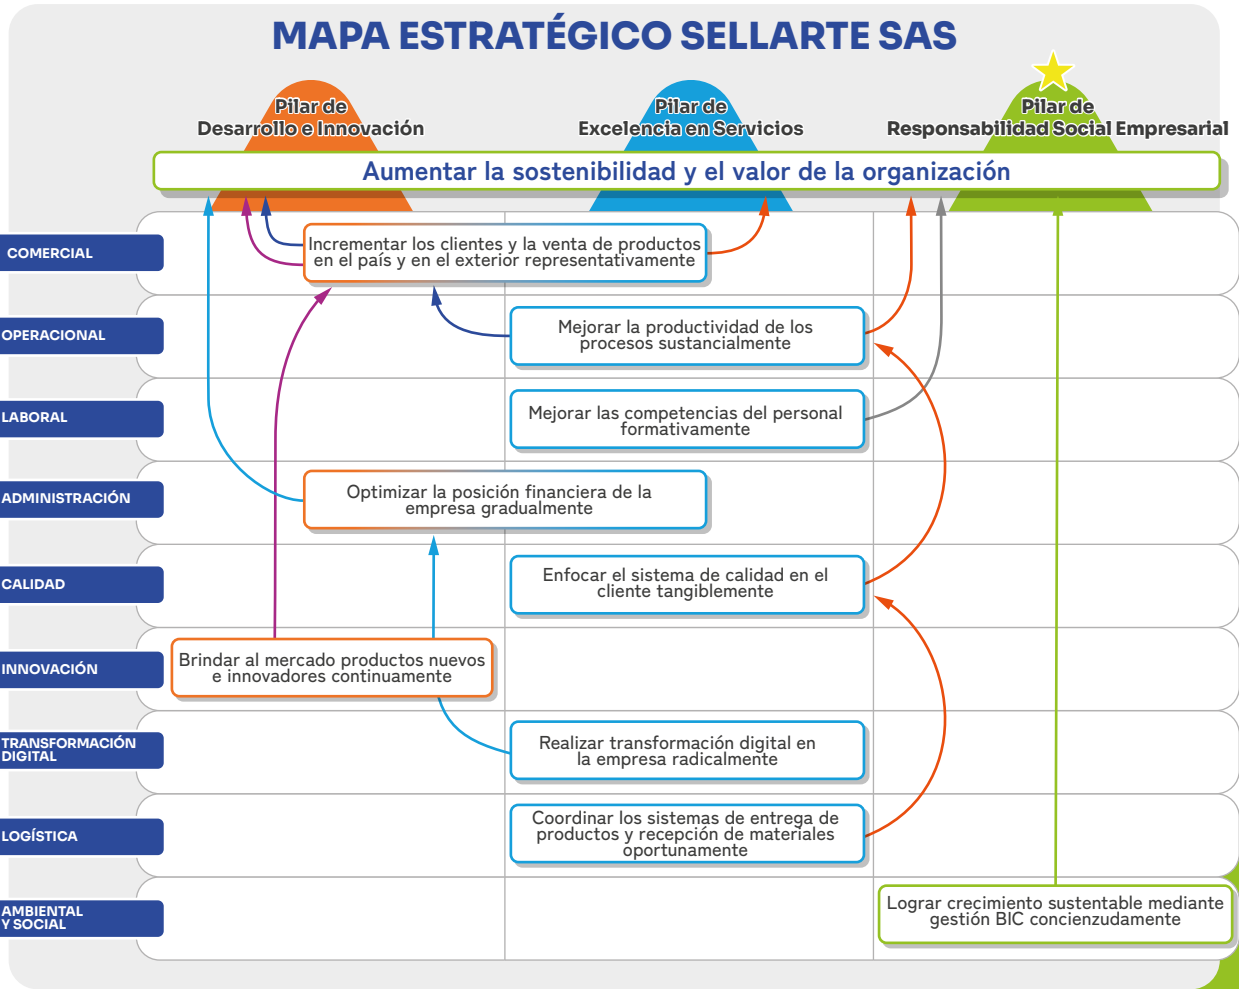 MAPA ESTRATÉGICO SELLARTE SAS
Pilar de
Desarrollo e Innovación
Pilar de
Excelencia en Servicios
Pilar de
Responsabilidad Social Empresarial
Aumentar la sostenibilidad y el valor de la organización
COMERCIAL
Incrementar los clientes y la venta de productos
en el país y en el exterior representativamente
OPERACIONAL
Mejorar la productividad de los
procesos sustancialmente
LABORAL
Mejorar las competencias del personal
formativamente
ADMINISTRACIÓN
Optimizar la posición financiera de la
empresa gradualmente
CALIDAD
Enfocar el sistema de calidad en el
cliente tangiblemente
INNOVACIÓN
Brindar al mercado productos nuevos
e innovadores continuamente
TRANSFORMACIÓN
DIGITAL
Realizar transformación digital en
la empresa radicalmente
LOGÍSTICA
Coordinar los sistemas de entrega de
productos y recepción de materiales
oportunamente
AMBIENTAL
Y SOCIAL
Lograr crecimiento sustentable mediante
gestión BIC concienzudamente